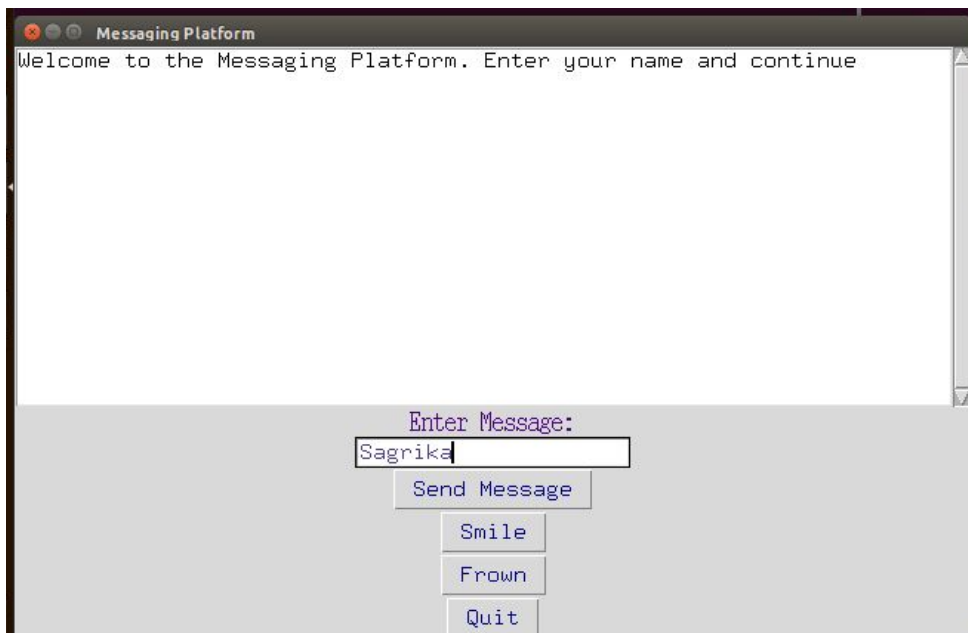 Messaging Platform
Welcome to the Messaging Platform. Enter your name and continue
Enter Message:
Sagrika
Send Message
Smile
Frown
Quit